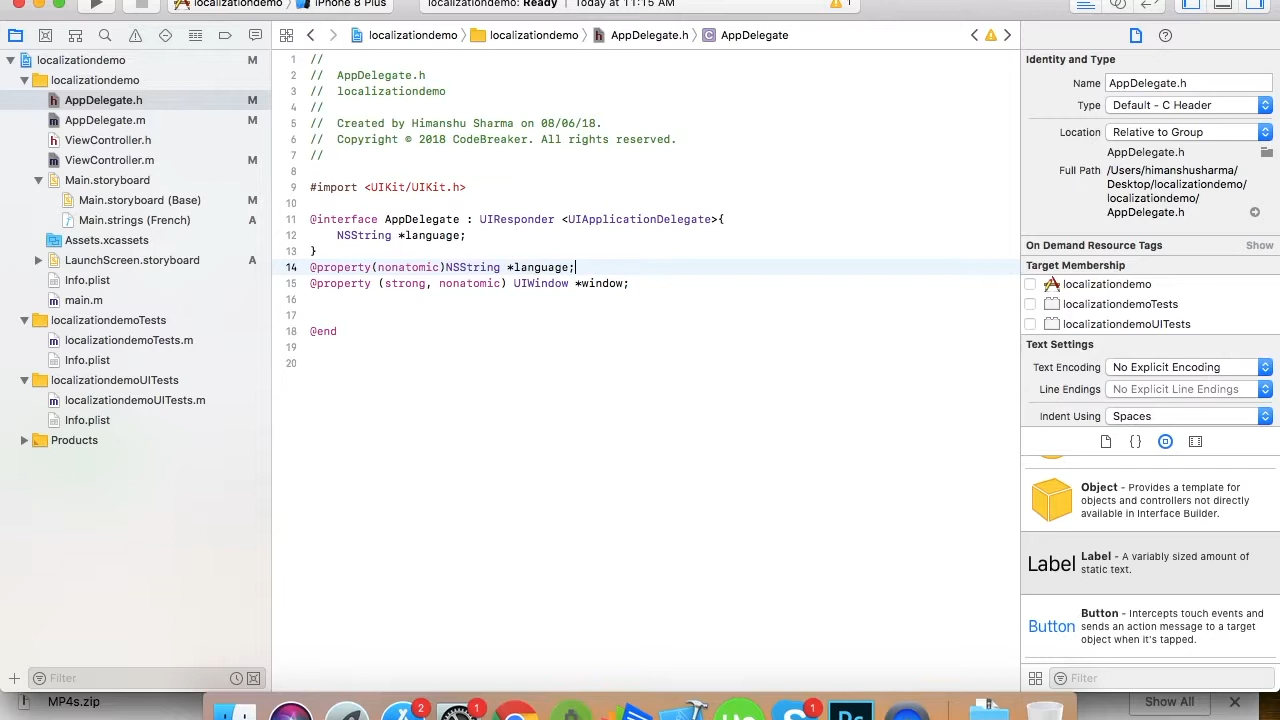 localizationdemo
iPhone 8 Plus
localizationdemo: Ready
Today at 11:15 AM
1
localizationdemo M
localizationdemo
AppDelegate.h M
AppDelegate.m M
ViewController.h
ViewController.m M
Main.storyboard
Main.storyboard (Base) M
Main.strings (French) A
Assets.xcassets
LaunchScreen.storyboard A
Info.plist
main.m
localizationdemoTests
localizationdemoTests.m
Info.plist
localizationdemoUITests
localizationdemoUITests.m
Info.plist
Products
Filter
localizationdemo
localizationdemo
AppDelegate.h
AppDelegate
1 //
2 // AppDelegate.h
3 // localizationdemo
4 //
5 // Created by Himanshu Sharma on 08/06/18.
6 // Copyright © 2018 CodeBreaker. All rights reserved.
7 //
8
9 #import <UIKit/UIKit.h>
10
11 @interface AppDelegate : UIResponder <UIApplicationDelegate>{
12 NSString *language;
13 }
14 @property(nonatomic)NSString *language;
15 @property (strong, nonatomic) UIWindow *window;
16
17
18 @end
19
20
Identity and Type
Name AppDelegate.h
Type Default - C Header
Location Relative to Group
AppDelegate.h
Full Path /Users/himanshusharma/
Desktop/localizationdemo/
localizationdemo/
AppDelegate.h
On Demand Resource Tags Show
Target Membership
localizationdemo
localizationdemoTests
localizationdemoUITests
Text Settings
Text Encoding No Explicit Encoding
Line Endings No Explicit Line Endings
Indent Using Spaces
Object - Provides a template for
objects and controllers not directly
available in Interface Builder.
Label
Label - A variably sized amount of
static text.
Button
Button - Intercepts touch events and
sends an action message to a target
object when it's tapped.
Filter
MP4s.zip
Show All
2
1
1